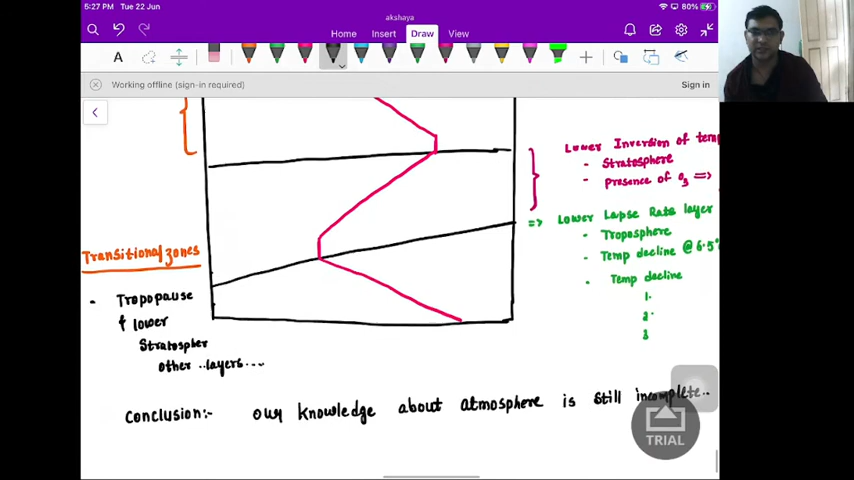 5:27 PM Tue 22 Jun
80%
akshaya
Home Insert Draw View
A
Working offline (sign-in required)
Sign in
Lower Inversion of temp
- Stratosphere
- Presence of O3 =>
=> Lower Lapse Rate layer
- Troposphere
- Temp decline @ 6.5°
- Temp decline
1.
2.
3
Transitional zones
- Tropopause
& lower
Stratospher
other ..layers....
Conclusion:- our knowledge about atmosphere is still incomplete..
TRIAL